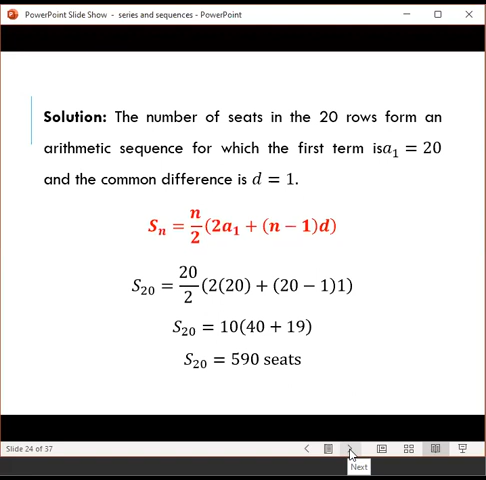 PowerPoint Slide Show - series and sequences - PowerPoint
Solution: The number of seats in the 20 rows form an
arithmetic sequence for which the first term is a₁ = 20
and the common difference is d = 1.
Sₙ = n/2 (2a₁ + (n − 1)d)
S₂₀ = 20/2 (2(20) + (20 − 1)1)
S₂₀ = 10(40 + 19)
S₂₀ = 590 seats
Slide 24 of 37
Next